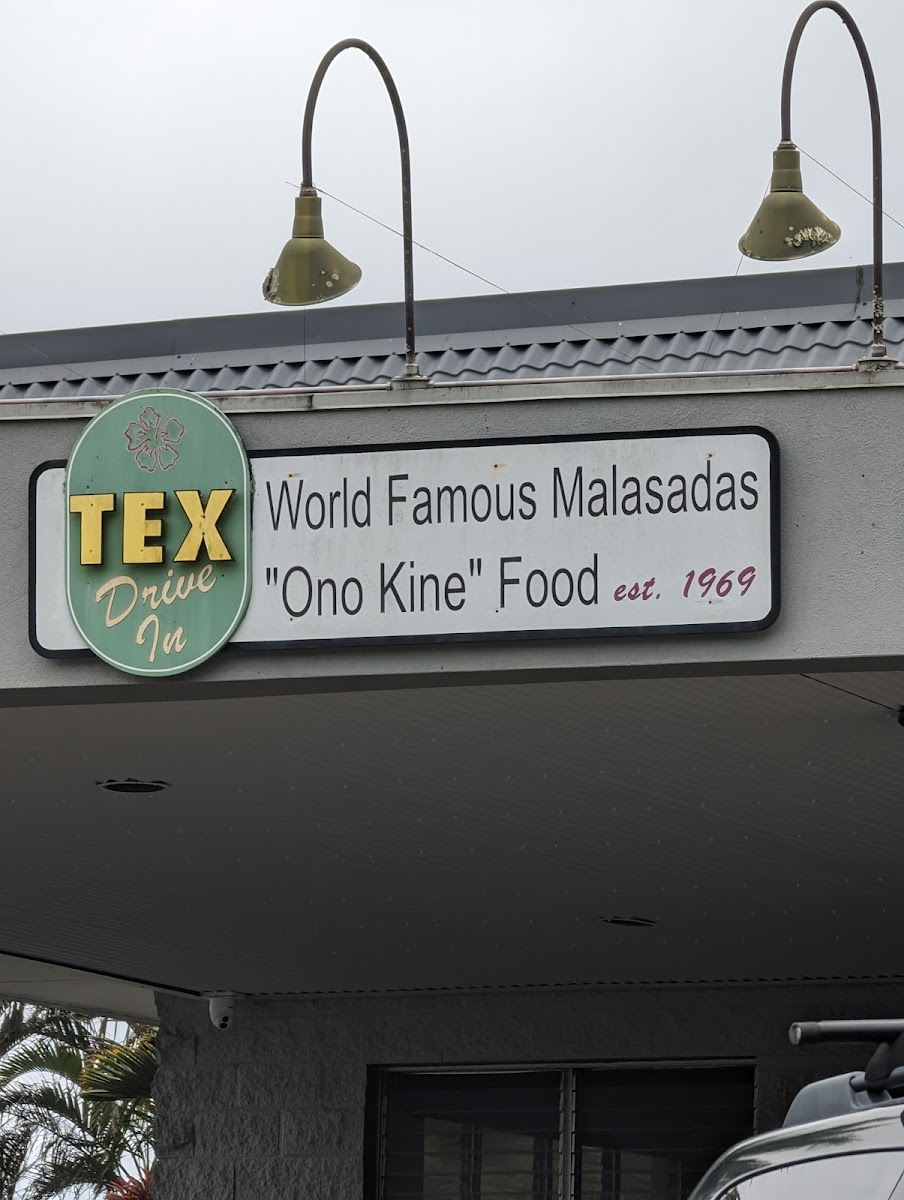 TEX
Drive
In
World Famous Malasadas
"Ono Kine" Food est. 1969